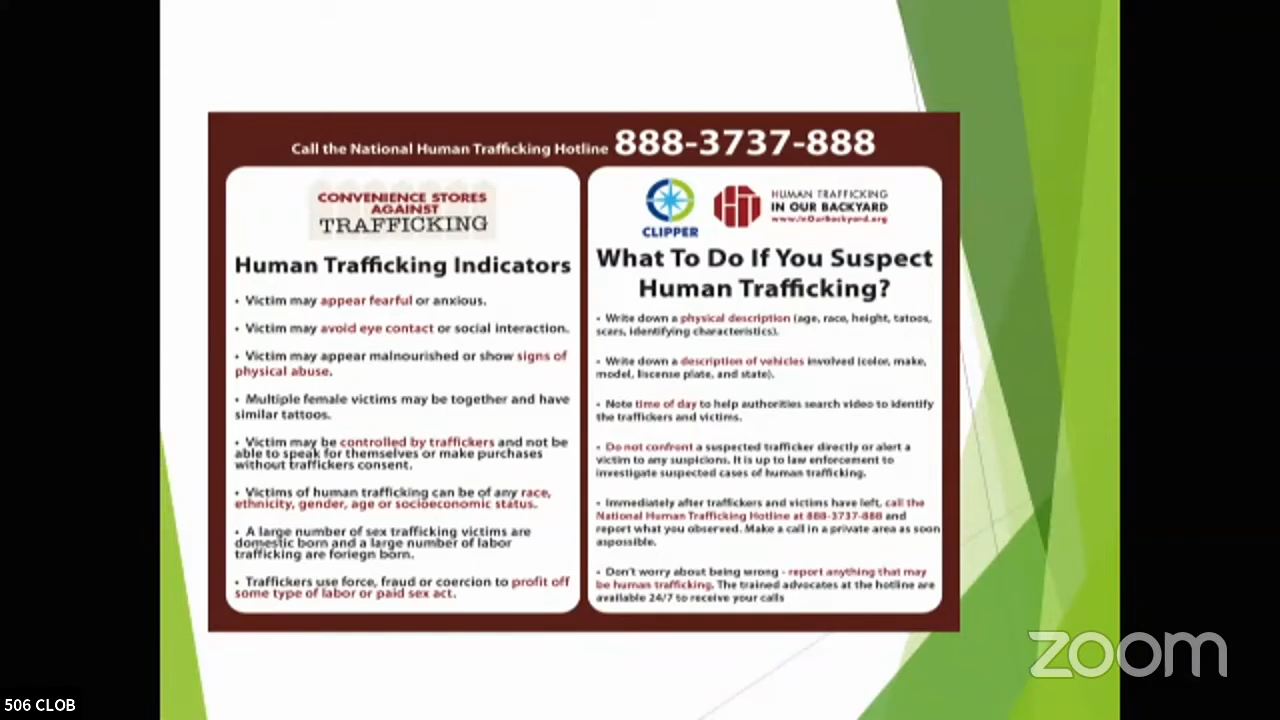 Call the National Human Trafficking Hotline 888-3737-888
CONVENIENCE STORES
AGAINST
TRAFFICKING
Human Trafficking Indicators
• Victim may appear fearful or anxious.
• Victim may avoid eye contact or social interaction.
• Victim may appear malnourished or show signs of
physical abuse.
• Multiple female victims may be together and have
similar tattoos.
• Victim may be controlled by traffickers and not be
able to speak for themselves or make purchases
without traffickers consent.
• Victims of human trafficking can be of any race,
ethnicity, gender, age or socioeconomic status.
• A large number of sex trafficking victims are
domestic born and a large number of labor
trafficking are foriegn born.
• Traffickers use force, fraud or coercion to profit off
some type of labor or paid sex act.
CLIPPER
HUMAN TRAFFICKING
IN OUR BACKYARD
www.InOurBackyard.org
What To Do If You Suspect
Human Trafficking?
• Write down a physical description (age, race, height, tatoos,
scars, identifying characteristics).
• Write down a description of vehicles involved (color, make,
model, liscense plate, and state).
• Note time of day to help authorities search video to identify
the traffickers and victims.
• Do not confront a suspected trafficker directly or alert a
victim to any suspicions. It is up to law enforcement to
investigate suspected cases of human trafficking.
• Immediately after traffickers and victims have left, call the
National Human Trafficking Hotline at 888-3737-888 and
report what you observed. Make a call in a private area as soon
aspossible.
• Don't worry about being wrong - report anything that may
be human trafficking. The trained advocates at the hotline are
available 24/7 to receive your calls
zoom
506 CLOB